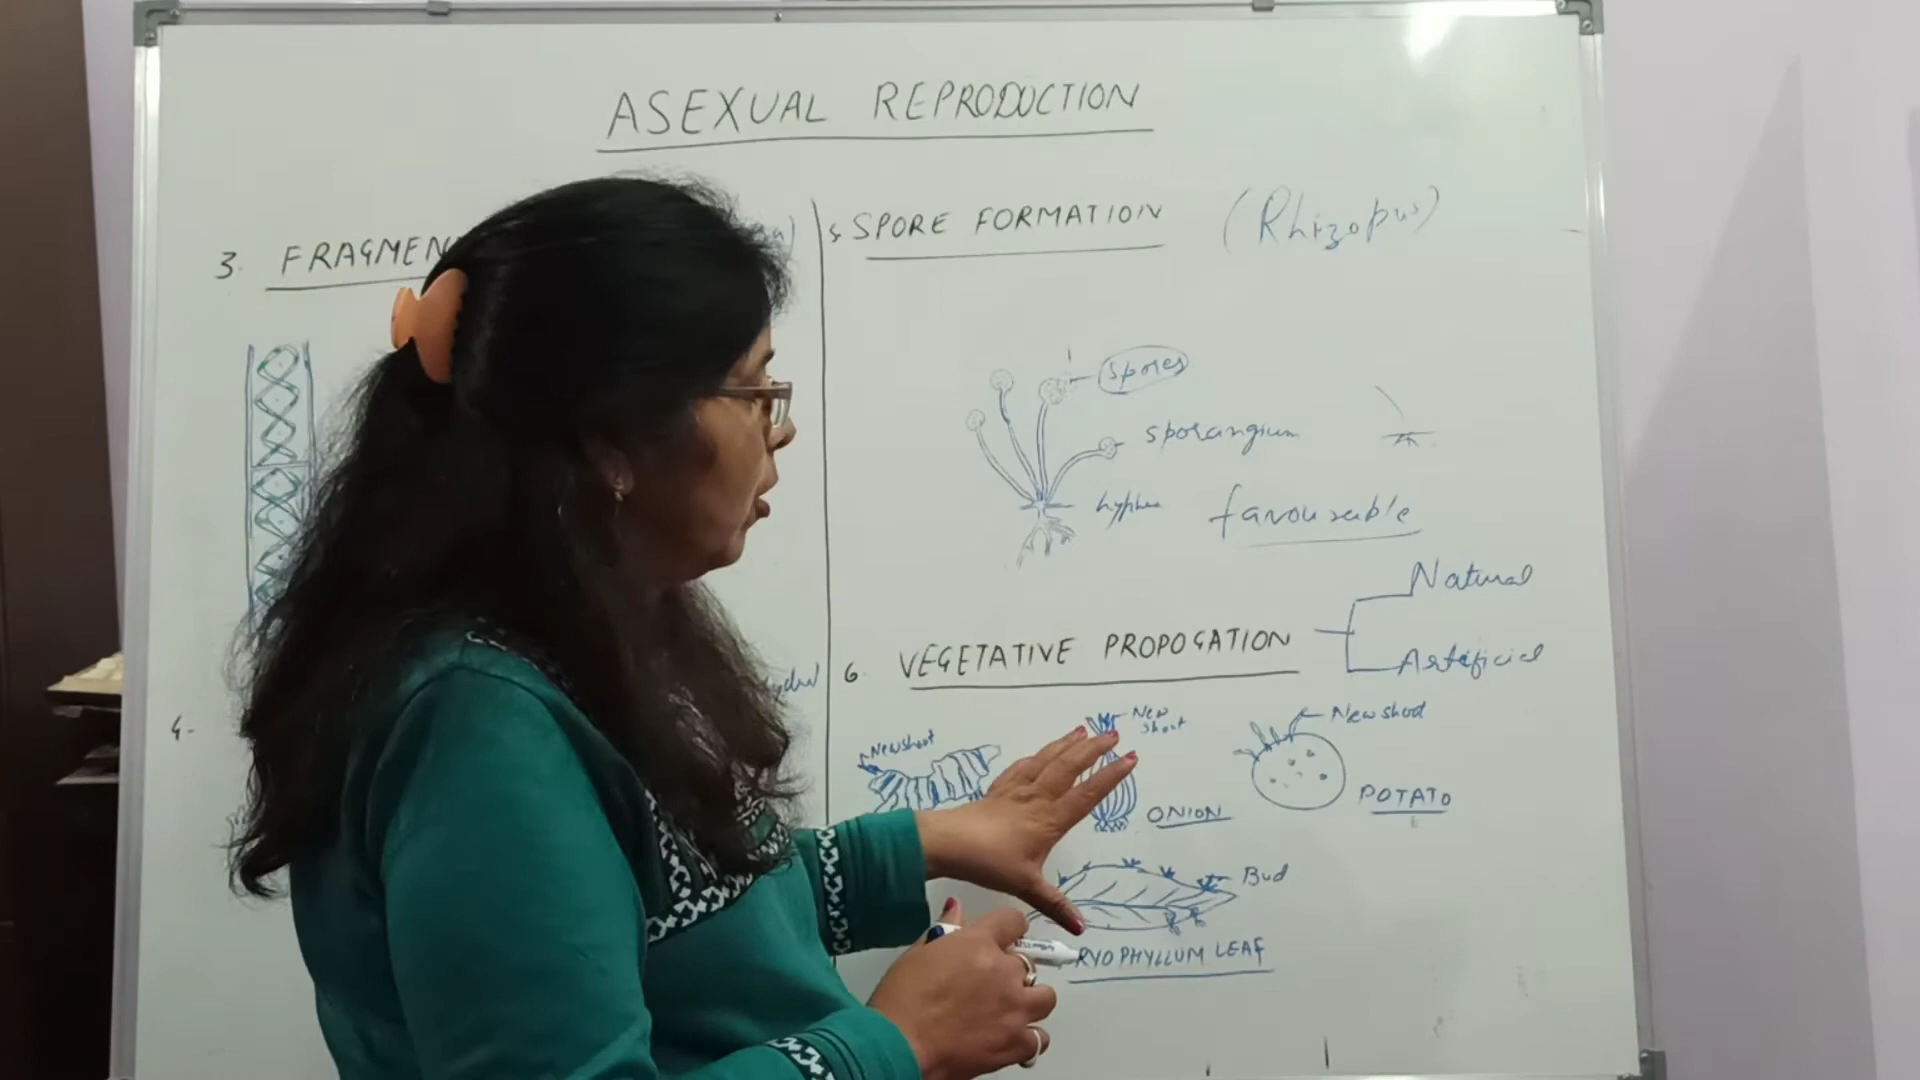 ASEXUAL REPRODUCTION
3. FRAGMEN
5 SPORE FORMATION (Rhizopus)
spores
sporangium
hyphae
favourable
6. VEGETATIVE PROPOGATION
Natural
Artificial
4.
New shoot
New
shoot
ONION
New shoot
POTATO
Bud
RYOPHYLLUM LEAF